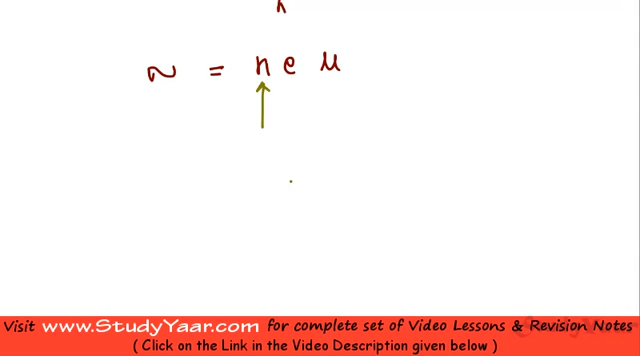 = n e μ
Visit www.StudyYaar.com for complete set of Video Lessons & Revision Notes
( Click on the Link in the Video Description given below )